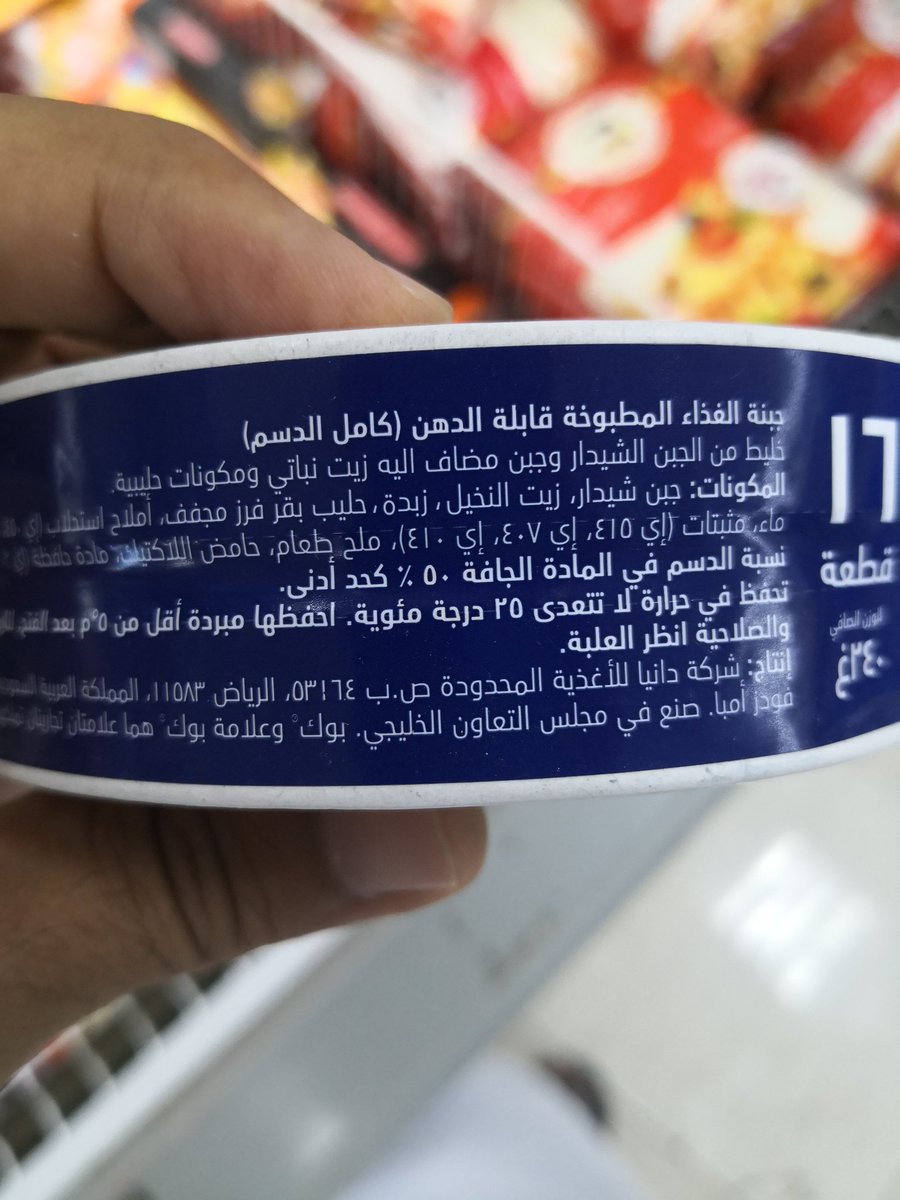 جبنة الغذاء المطبوخة قابلة الدهن (كامل الدسم)
خليط من الجبن الشيدار وجبن مضاف اليه زيت نباتي ومكونات حليبية.
المكونات: جبن شيدار، زيت النخيل، زبدة، حليب بقر فرز مجفف، أملاح استحلاب (إي
ماء، مثبتات (إي ٤١٥، إي ٤٠٧، إي ٤١٠)، ملح طعام، حامض اللاكتيك، مادة حافظة (إي
نسبة الدسم في المادة الجافة ٥٠ ٪ كحد أدنى.
تحفظ في حرارة لا تتعدى ٢٥ درجة مئوية. احفظها مبردة أقل من ٥°م بعد الفتح.
والصلاحية انظر العلبة.
إنتاج: شركة دانيا للأغذية المحدودة ص.ب ٥٣١٦٤، الرياض ١١٥٨٣، المملكة العربية
فودز أمبا. صنع في مجلس التعاون الخليجي. بوك® وعلامة بوك® هما علامتان تجاريتان
١٦
قطعة
الوزن الصافي
٢٤٠غ